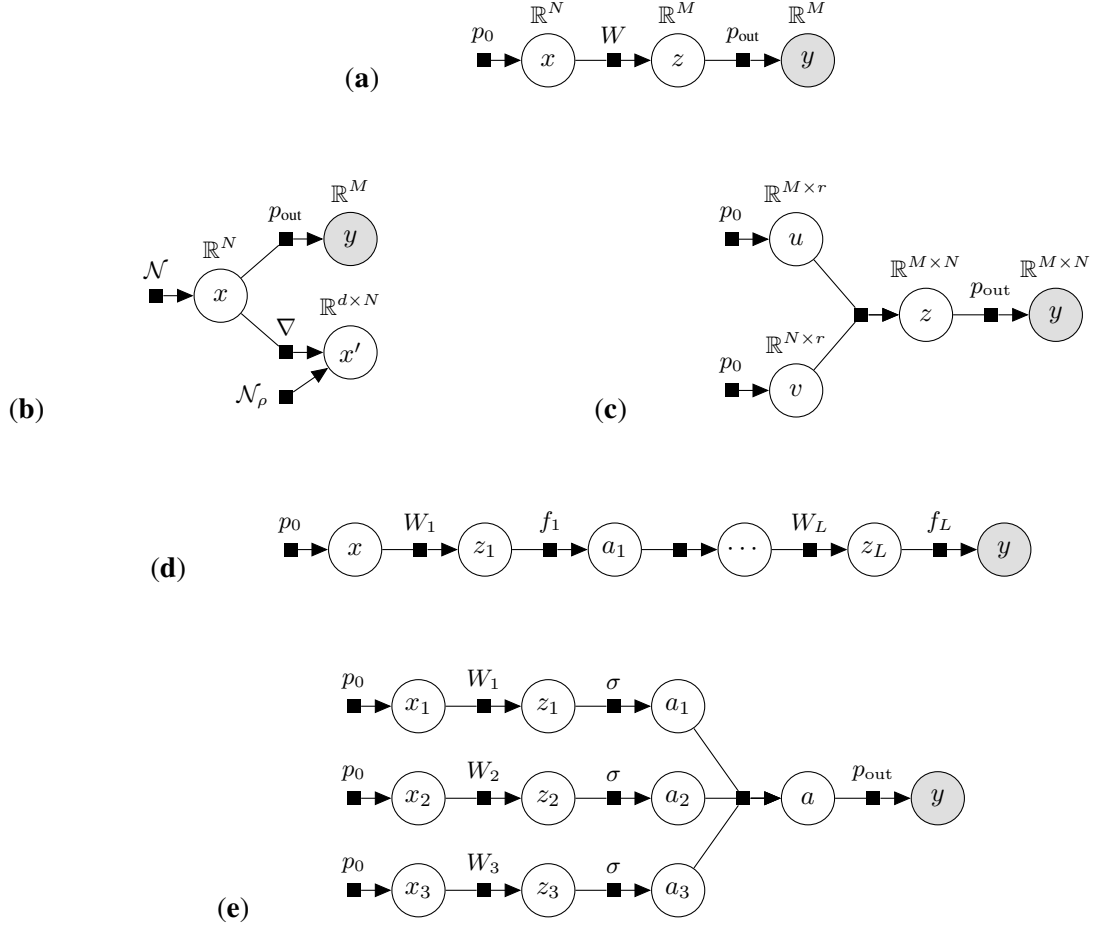 ℝ^N ℝ^M ℝ^M
p_0 W p_out
x z y
(a)
ℝ^M
p_out
y
ℝ^N
𝒩
x
ℝ^{d×N}
∇
x′
𝒩_ρ
(b)
ℝ^{M×r}
p_0
u
ℝ^{M×N} ℝ^{M×N}
p_out
z y
ℝ^{N×r}
p_0
v
(c)
p_0 W_1 f_1 W_L f_L
x z_1 a_1 ⋯ z_L y
(d)
p_0 W_1 σ
x_1 z_1 a_1
p_0 W_2 σ p_out
x_2 z_2 a_2 a y
p_0 W_3 σ
x_3 z_3 a_3
(e)